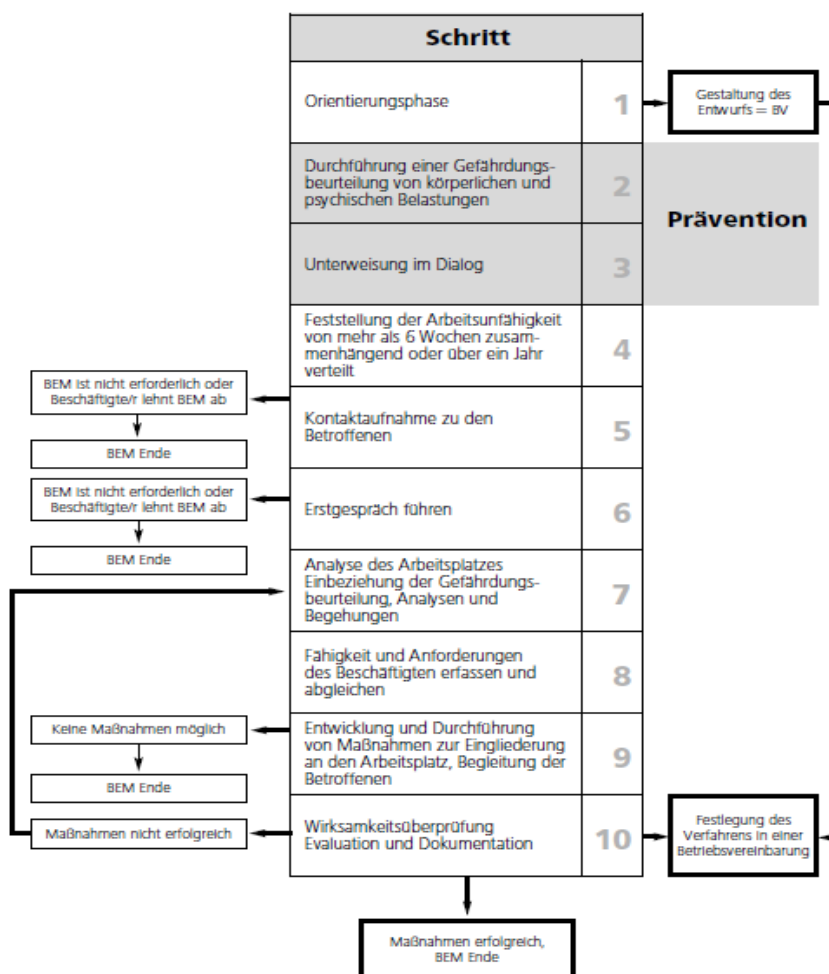 Schritt
Orientierungsphase
1
Gestaltung des
Entwurfs = BV
Durchführung einer Gefährdungs-
beurteilung von körperlichen und
psychischen Belastungen
2
Prävention
Unterweisung im Dialog
3
Feststellung der Arbeitsunfähigkeit
von mehr als 6 Wochen zusam-
menhängend oder über ein Jahr
verteilt
4
BEM ist nicht erforderlich oder
Beschäftigte/r lehnt BEM ab
BEM Ende
Kontaktaufnahme zu den
Betroffenen
5
BEM ist nicht erforderlich oder
Beschäftigte/r lehnt BEM ab
BEM Ende
Erstgespräch führen
6
Analyse des Arbeitsplatzes
Einbeziehung der Gefährdungs-
beurteilung, Analysen und
Begehungen
7
Fähigkeit und Anforderungen
des Beschäftigten erfassen und
abgleichen
8
Keine Maßnahmen möglich
BEM Ende
Entwicklung und Durchführung
von Maßnahmen zur Eingliederung
an den Arbeitsplatz, Begleitung der
Betroffenen
9
Maßnahmen nicht erfolgreich
Wirksamkeitsüberprüfung
Evaluation und Dokumentation
10
Festlegung des
Verfahrens in einer
Betriebsvereinbarung
Maßnahmen erfolgreich,
BEM Ende